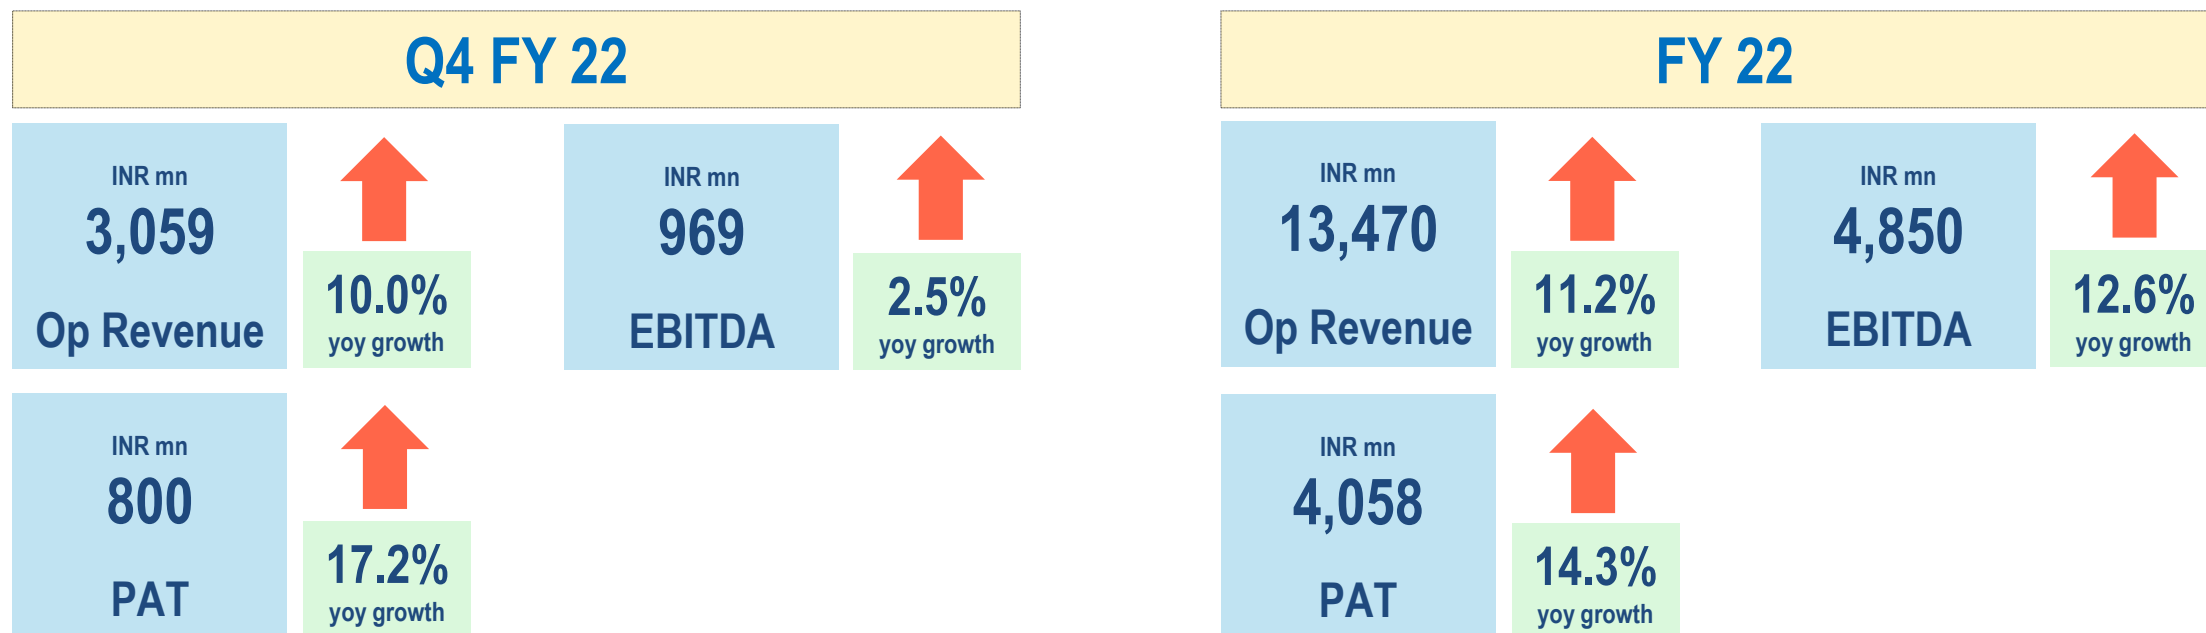 Q4 FY 22
INR mn
3,059
Op Revenue
10.0%
yoy growth
INR mn
969
EBITDA
2.5%
yoy growth
INR mn
800
PAT
17.2%
yoy growth
FY 22
INR mn
13,470
Op Revenue
11.2%
yoy growth
INR mn
4,850
EBITDA
12.6%
yoy growth
INR mn
4,058
PAT
14.3%
yoy growth